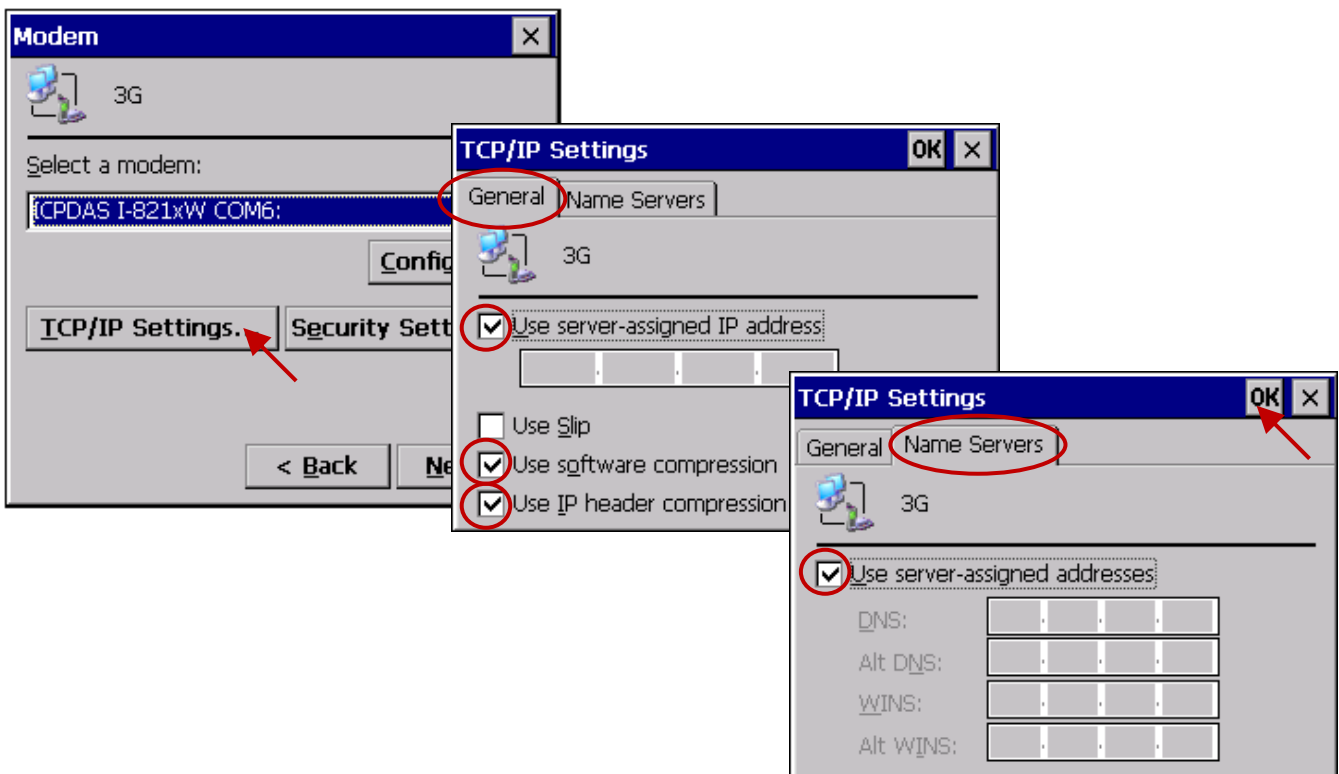 Modem
3G
Select a modem:
ICPDAS I-821xW COM6:
Config
TCP/IP Settings...
Security Sett
< Back
Ne
TCP/IP Settings
OK
General
Name Servers
3G
Use server-assigned IP address
Use Slip
Use software compression
Use IP header compression
TCP/IP Settings
OK
General
Name Servers
3G
Use server-assigned addresses
DNS:
Alt DNS:
WINS:
Alt WINS: